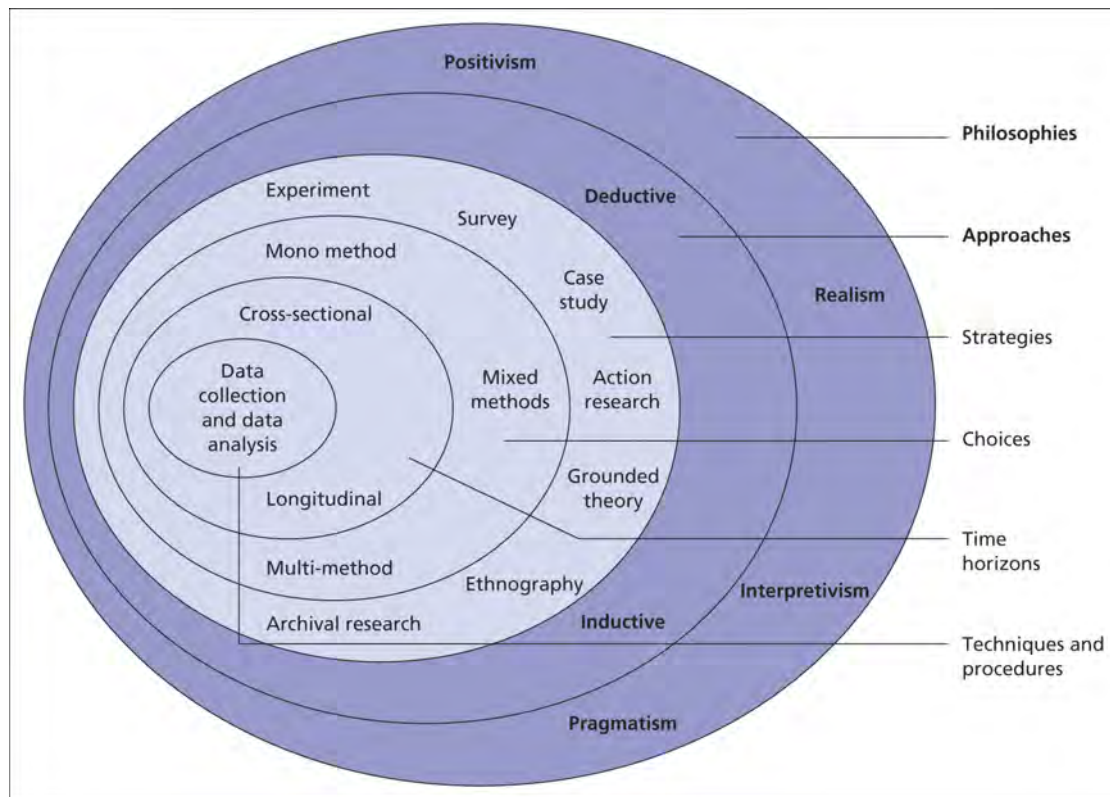 Positivism
Philosophies
Experiment
Deductive
Survey
Approaches
Mono method
Case
study
Realism
Cross-sectional
Strategies
Data
collection
and data
analysis
Mixed
methods
Action
research
Choices
Grounded
theory
Longitudinal
Time
horizons
Multi-method
Ethnography
Interpretivism
Archival research
Inductive
Techniques and
procedures
Pragmatism